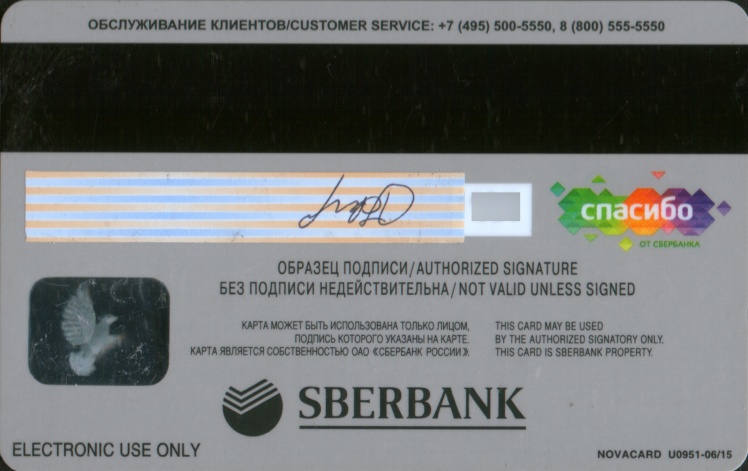 ОБСЛУЖИВАНИЕ КЛИЕНТОВ/CUSTOMER SERVICE: +7 (495) 500-5550, 8 (800) 555-5550
спасибо
ОТ СБЕРБАНКА
ОБРАЗЕЦ ПОДПИСИ/AUTHORIZED SIGNATURE
БЕЗ ПОДПИСИ НЕДЕЙСТВИТЕЛЬНА/NOT VALID UNLESS SIGNED
КАРТА МОЖЕТ БЫТЬ ИСПОЛЬЗОВАНА ТОЛЬКО ЛИЦОМ,
ПОДПИСЬ КОТОРОГО УКАЗАНЫ НА КАРТЕ.
КАРТА ЯВЛЯЕТСЯ СОБСТВЕННОСТЬЮ ОАО «СБЕРБАНК РОССИИ».
THIS CARD MAY BE USED
BY THE AUTHORIZED SIGNATORY ONLY.
THIS CARD IS SBERBANK PROPERTY.
SBERBANK
ELECTRONIC USE ONLY
NOVACARD U0951-06/15